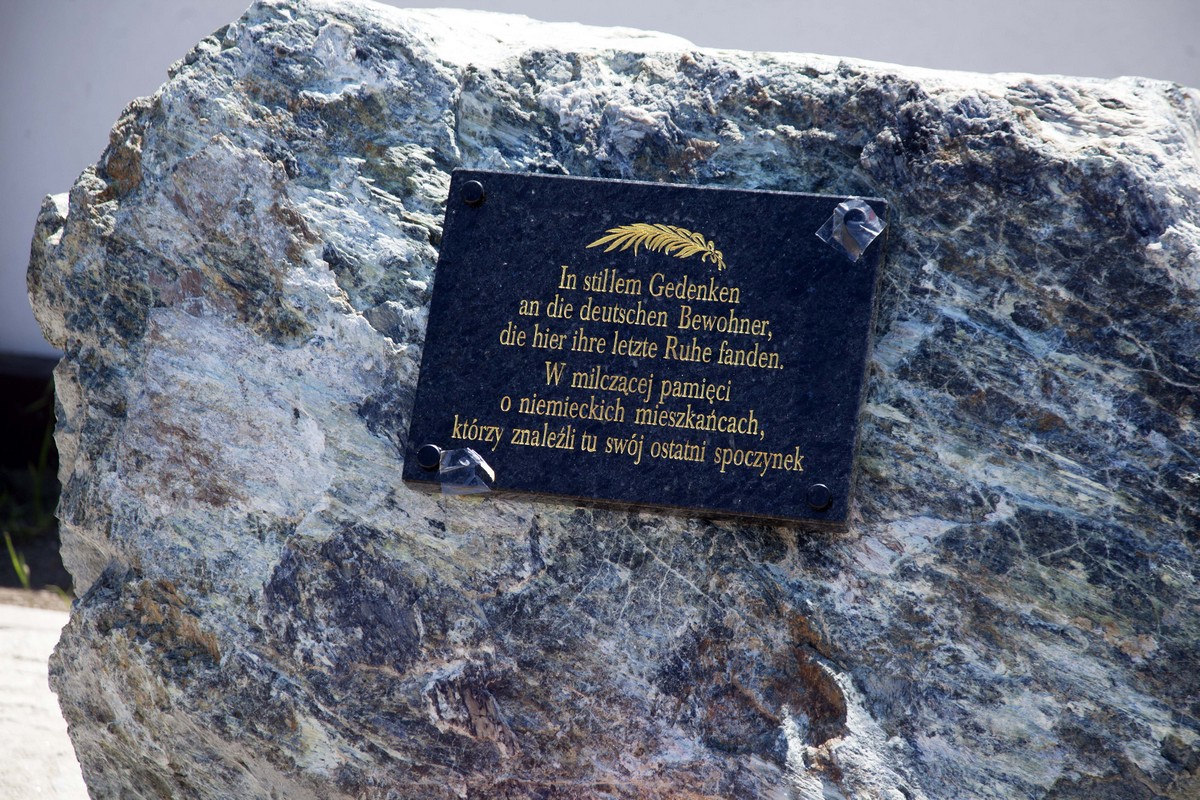 In stillem Gedenken
an die deutschen Bewohner,
die hier ihre letzte Ruhe fanden.
W milczącej pamięci
o niemieckich mieszkańcach,
którzy znaleźli tu swój ostatni spoczynek